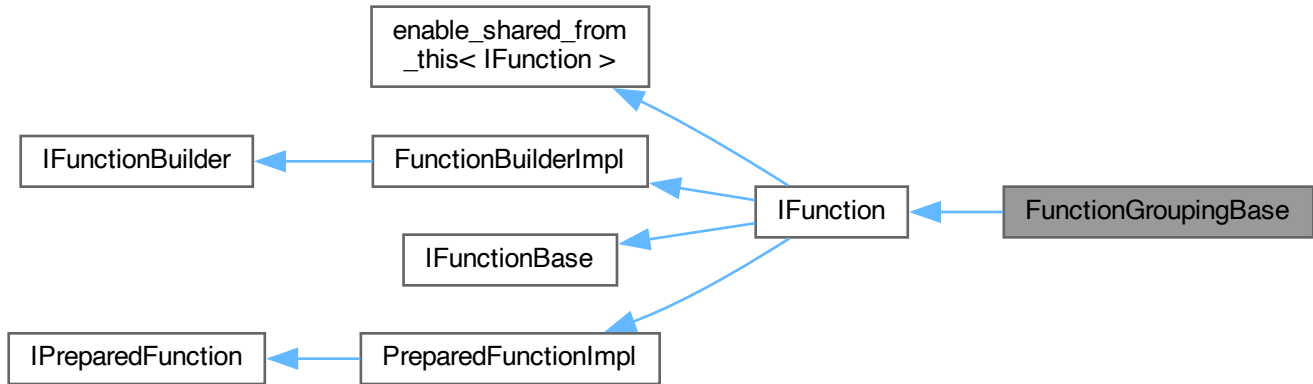 enable_shared_from
_this< IFunction >
IFunctionBuilder
FunctionBuilderImpl
IFunction
FunctionGroupingBase
IFunctionBase
IPreparedFunction
PreparedFunctionImpl